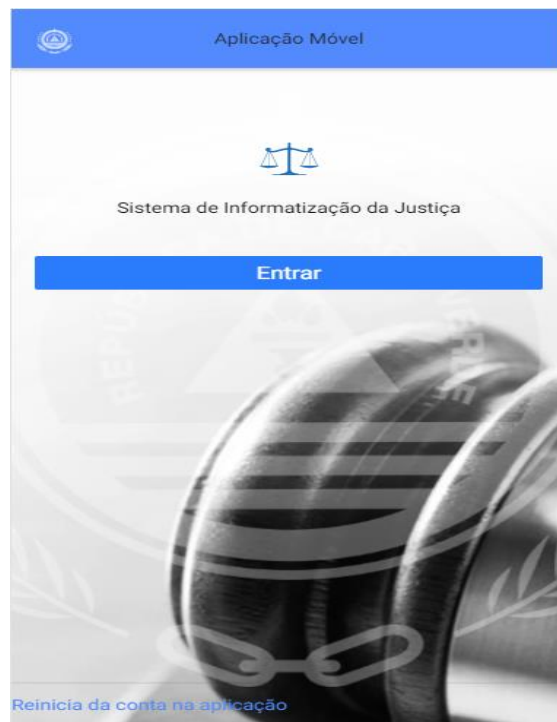 Aplicação Móvel
Sistema de Informatização da Justiça
Entrar
Reinicia da conta na aplicação